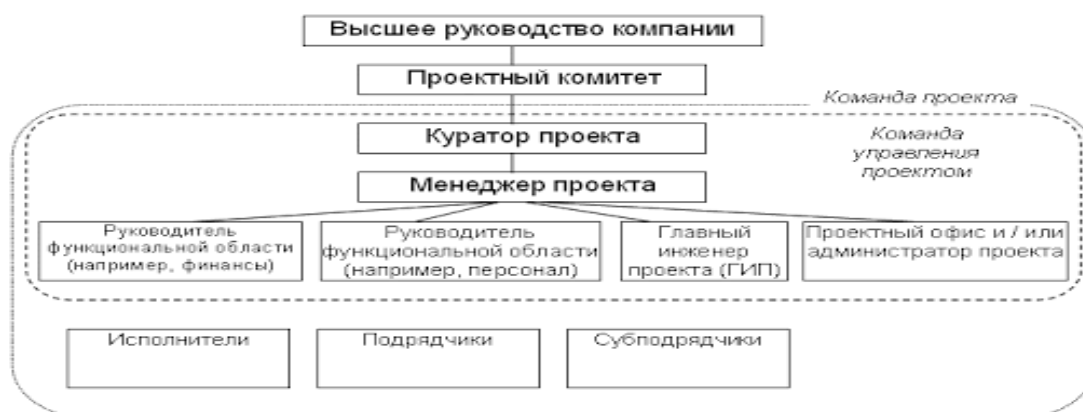 Высшее руководство компании
Проектный комитет
Команда проекта
Куратор проекта
Команда
управления
проектом
Менеджер проекта
Руководитель
функциональной области
(например, финансы)
Руководитель
функциональной области
(например, персонал)
Главный
инженер
проекта (ГИП)
Проектный офис и / или
администратор проекта
Исполнители
Подрядчики
Субподрядчики